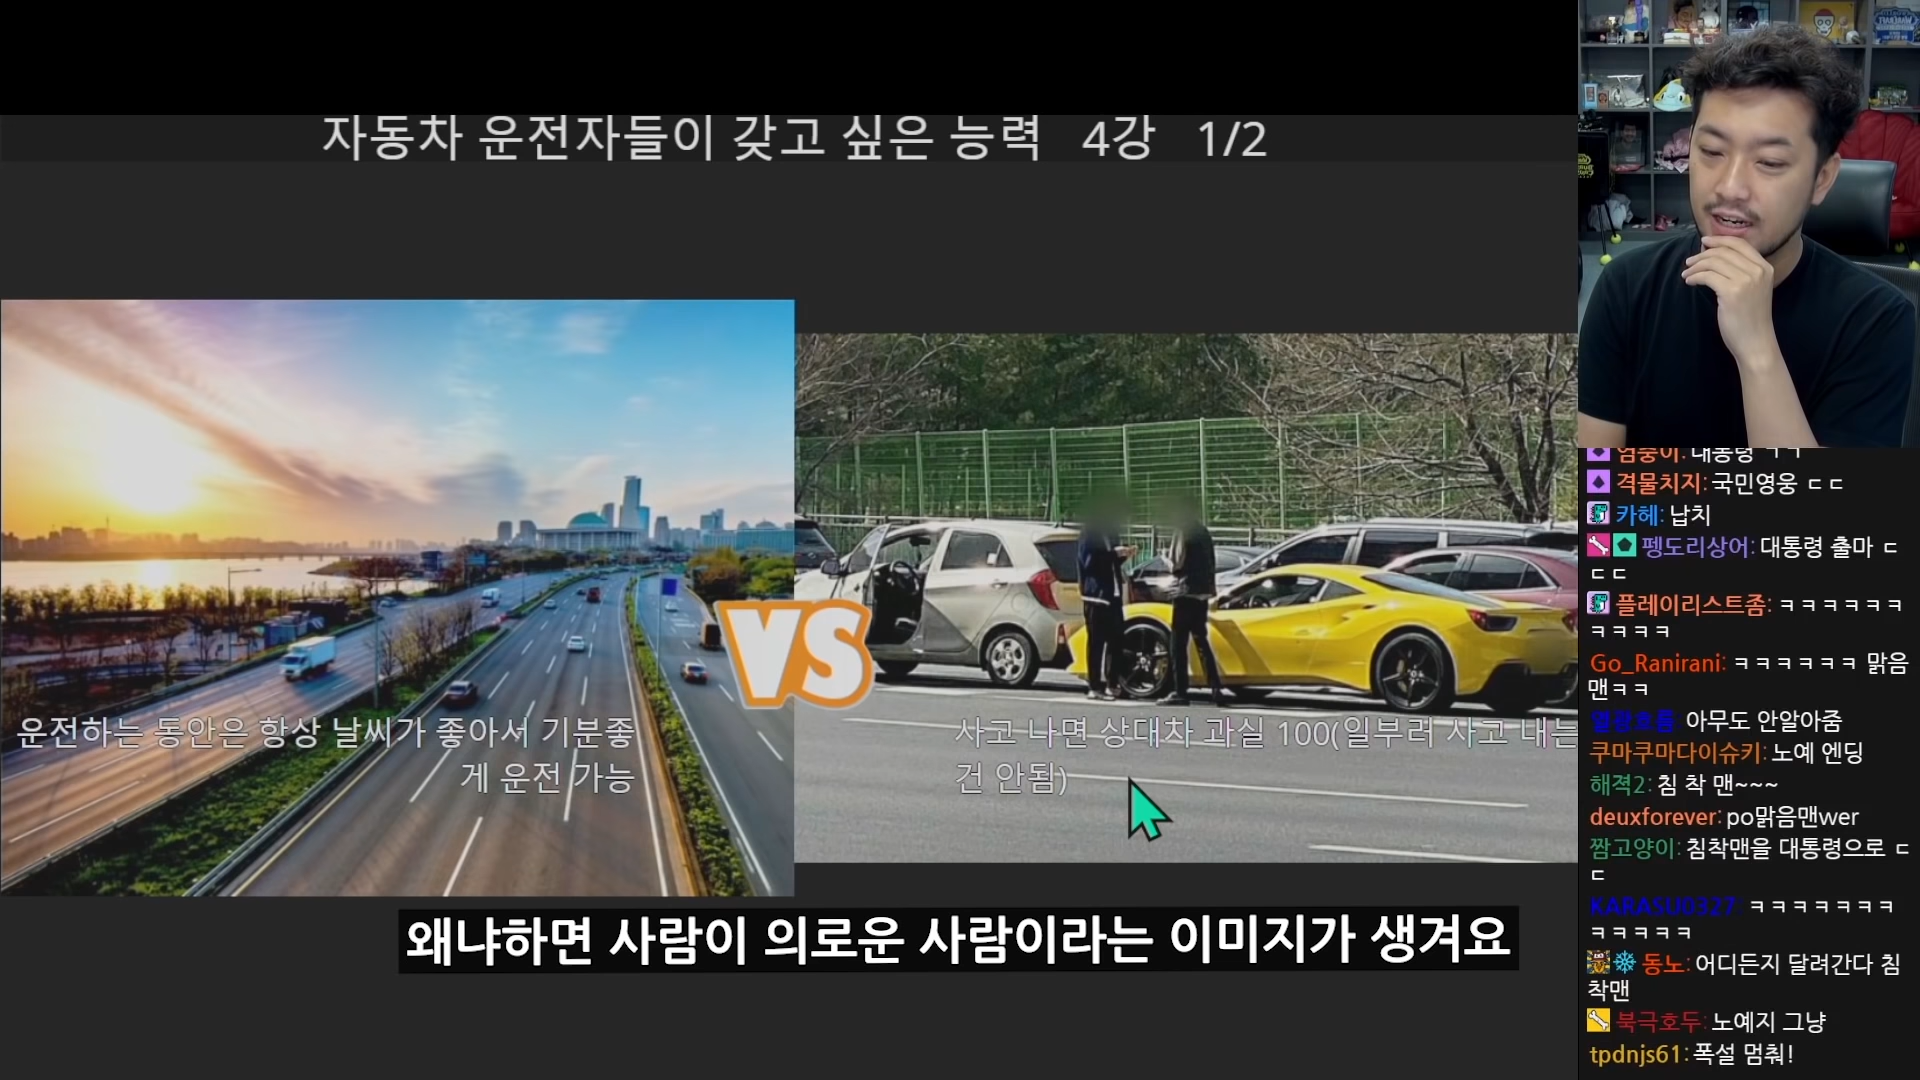 자동차 운전자들이 갖고 싶은 능력 4강 1/2
VS
운전하는 동안은 항상 날씨가 좋아서 기분좋
게 운전 가능
사고 나면 상대차 과실 100(일부러 사고 내는
건 안됨)
왜냐하면 사람이 의로운 사람이라는 이미지가 생겨요
엄중이: 대통령 ㄱㄱ
격물치지: 국민영웅 ㄷㄷ
카헤: 납치
펭도리상어: 대통령 출마 ㄷ
ㄷㄷ
플레이리스트좀: ㅋㅋㅋㅋㅋㅋ
ㅋㅋㅋㅋ
Go_Ranirani: ㅋㅋㅋㅋㅋㅋ 맑음
맨ㅋㅋ
아무도 안알아줌
쿠마쿠마다이슈키: 노예 엔딩
해젹2: 침 착 맨~~~
deuxforever: po맑음맨wer
짬고양이: 침착맨을 대통령으로 ㄷ
ㄷ
KARASU0327: ㅋㅋㅋㅋㅋㅋㅋ
ㅋㅋㅋㅋㅋ
동노: 어디든지 달려간다 침
착맨
북극호두: 노예지 그냥
tpdnjs61: 폭설 멈춰!